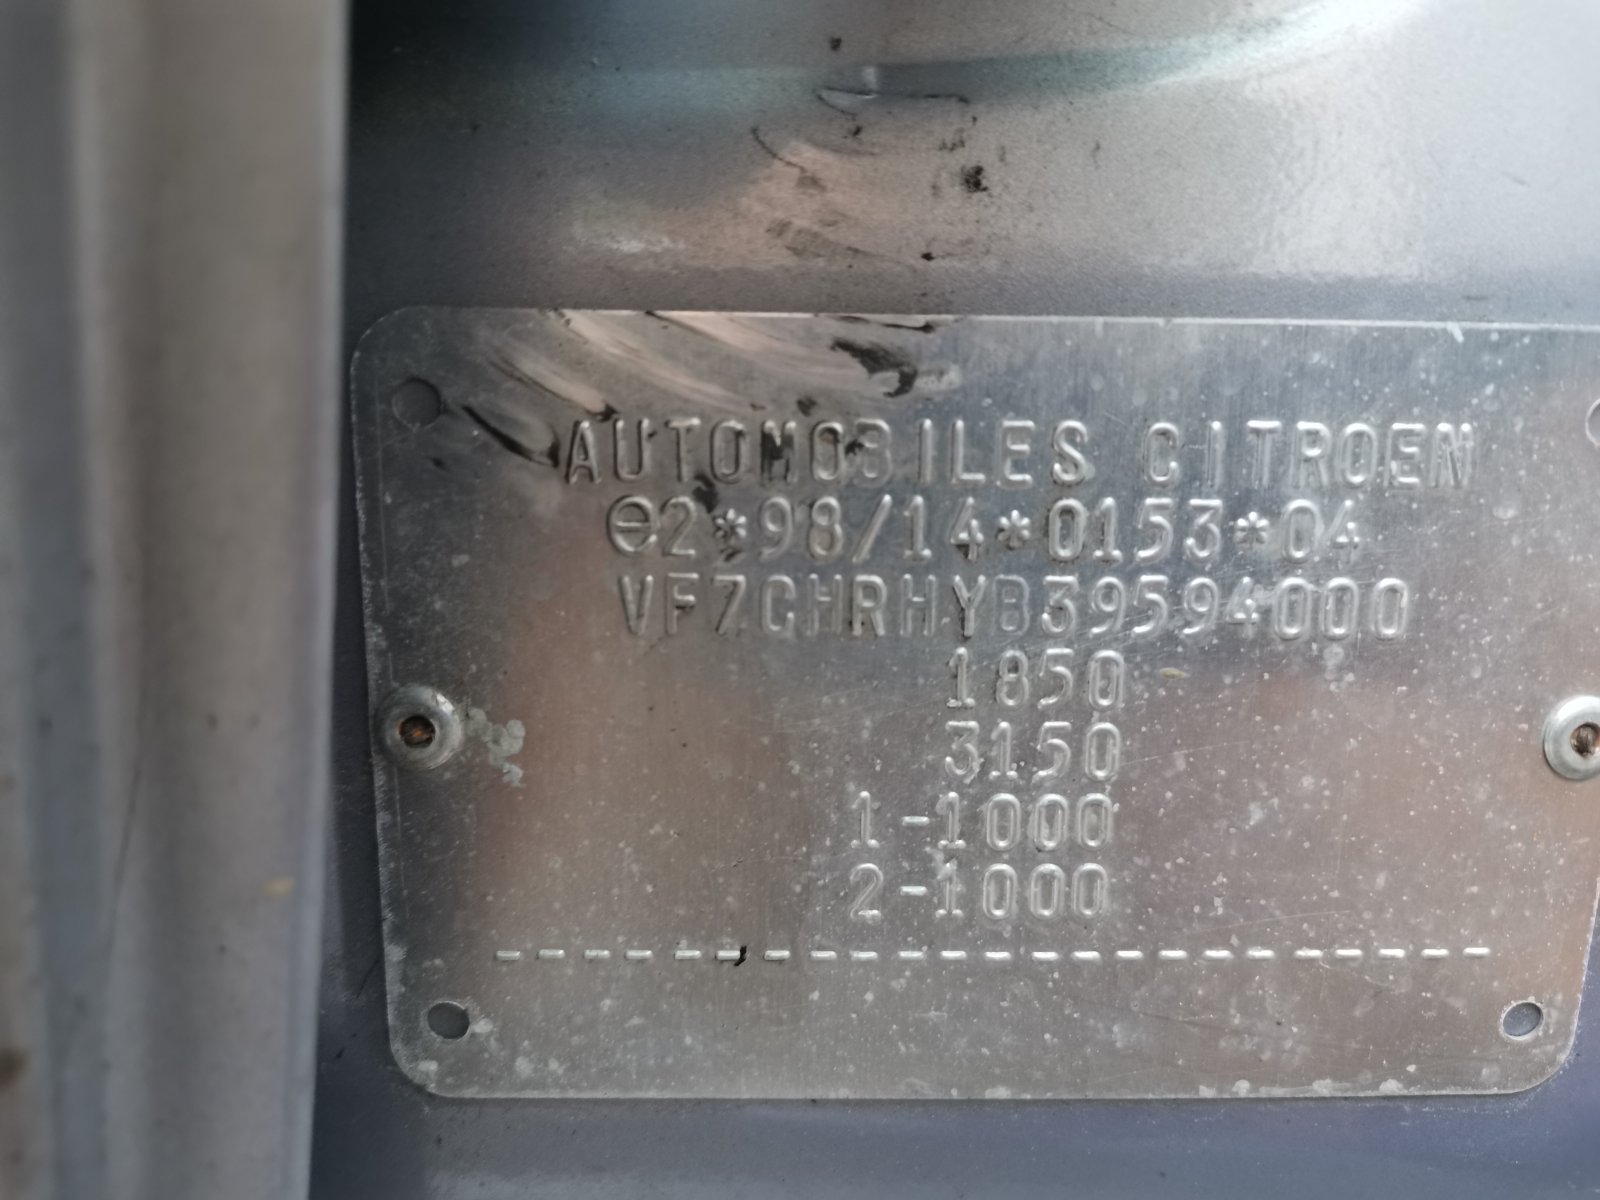 AUTOMOBILES CITROEN
e2*98/14*0153*04
VF7CHRHYB39594000
1850
3150
1-1000
2-1000
----------------------